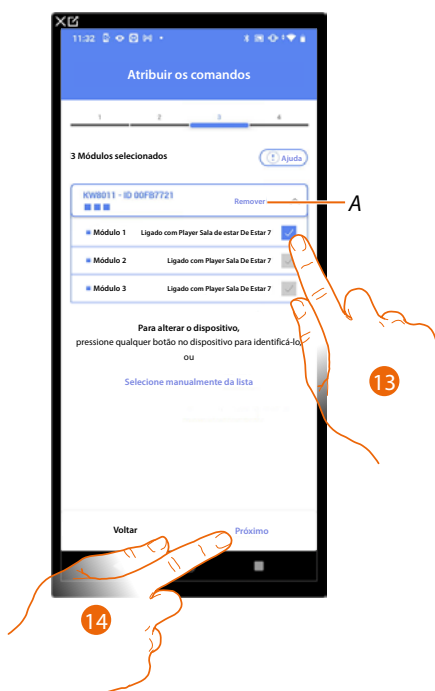 11:32
Atribuir os comandos
1 2 3 4
3 Módulos selecionados
Ajuda
KW8011 - ID 00FB7721
Remover
A
Módulo 1 Ligado com Player Sala de estar De Estar 7
Módulo 2 Ligado com Player Sala De Estar 7
Módulo 3 Ligado com Player Sala De Estar 7
Para alterar o dispositivo,
pressione qualquer botão no dispositivo para identificá-lo,
ou
Selecione manualmente da lista
13
Voltar Próximo
14